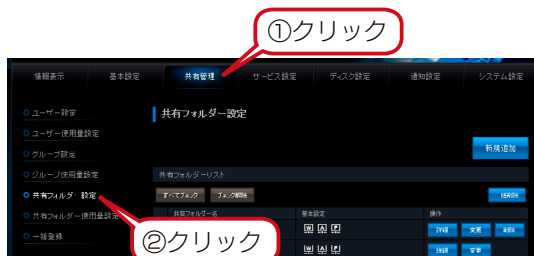 ①クリック
情報表示 基本設定 共有管理 サービス設定 ディスク設定 通知設定 システム設定
ユーザー設定
共有フォルダー設定
ユーザー使用量設定
新規追加
グループ設定
グループ使用量設定
共有フォルダーリスト
共有フォルダー設定
すべてチェック チェック解除 一括削除
共有フォルダー使用量設定
共有フォルダー名 基本設定 操作
一括登録
②クリック
詳細 変更 削除
詳細 変更